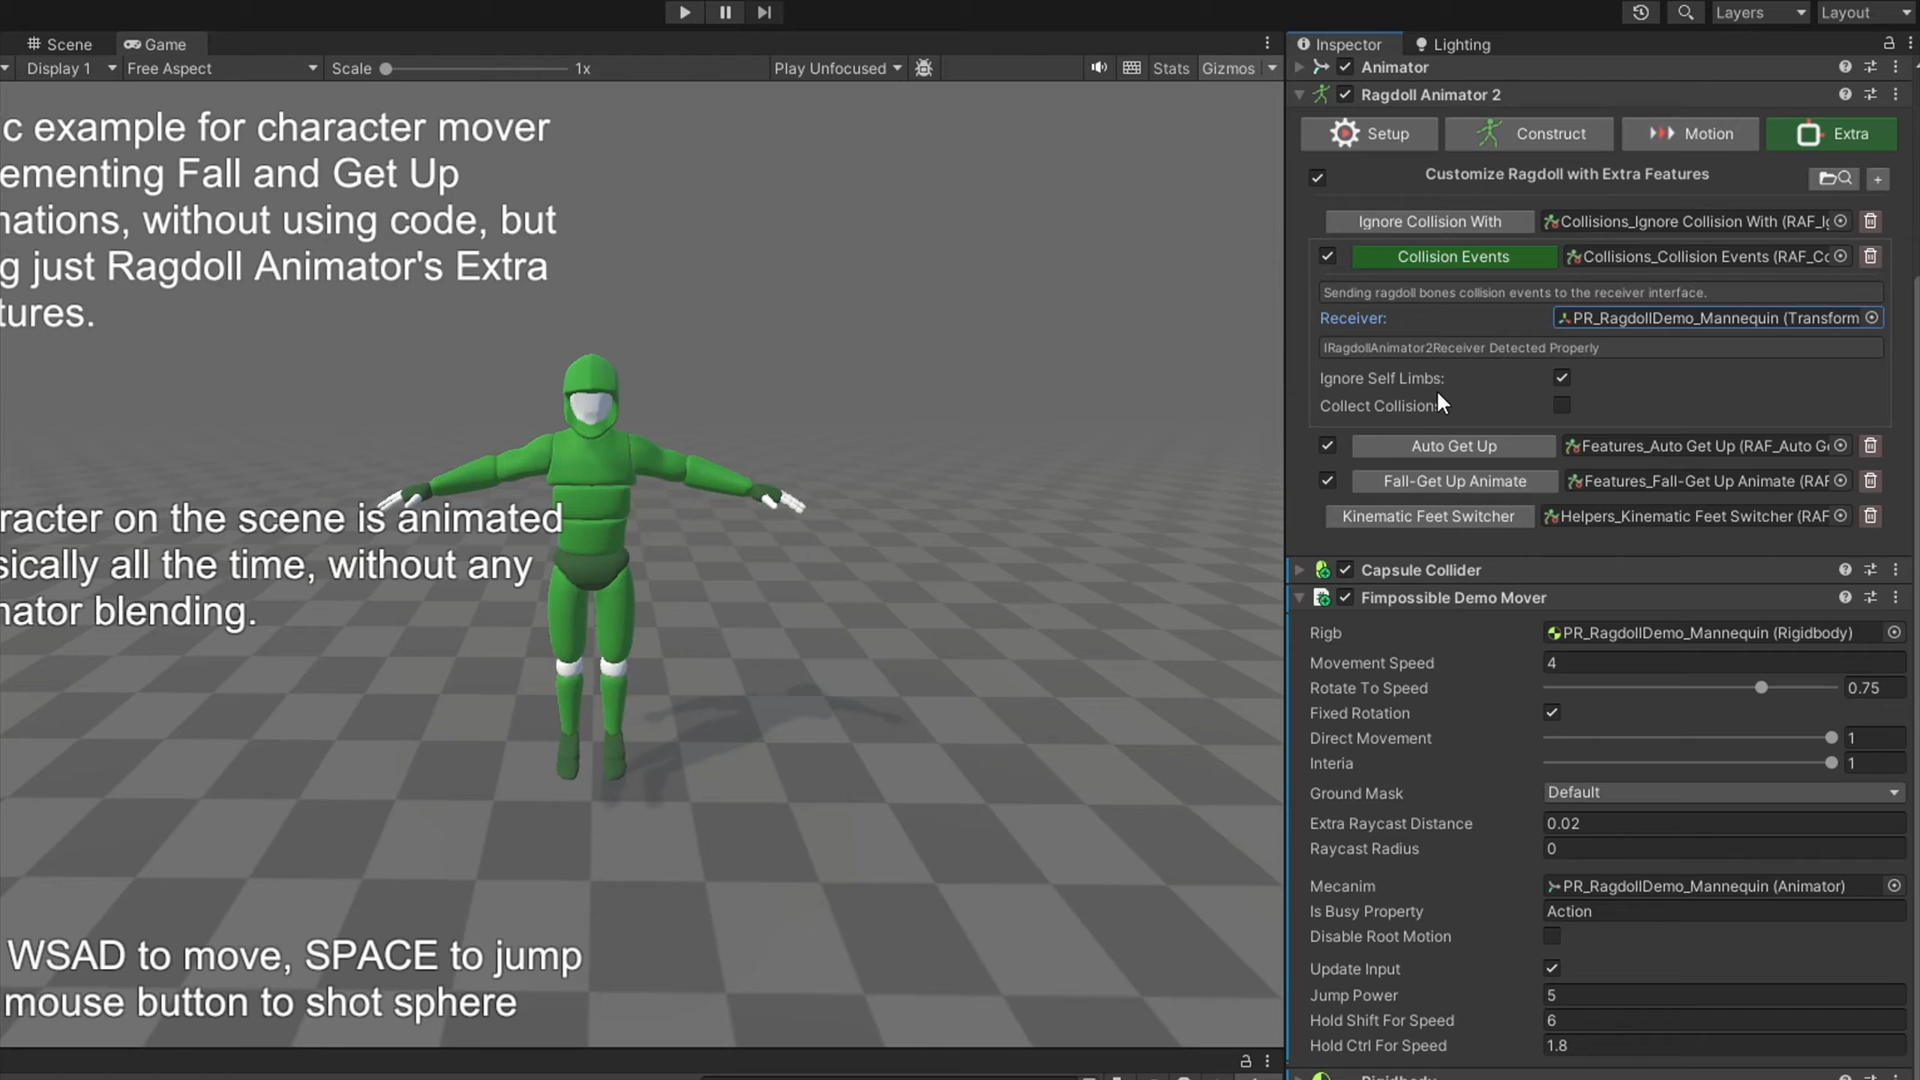 Layers
Layout
Scene
Game
Inspector
Lighting
Display 1
Free Aspect
Scale
1x
Play Unfocused
Stats
Gizmos
Animator
Ragdoll Animator 2
Setup
Construct
Motion
Extra
Customize Ragdoll with Extra Features
Ignore Collision With
Collisions_Ignore Collision With (RAF_Ig
Collision Events
Collisions_Collision Events (RAF_Co
Sending ragdoll bones collision events to the receiver interface.
Receiver:
PR_RagdollDemo_Mannequin (Transform
IRagdollAnimator2Receiver Detected Properly
Ignore Self Limbs:
Collect Collision
Auto Get Up
Features_Auto Get Up (RAF_Auto Ge
Fall-Get Up Animate
Features_Fall-Get Up Animate (RAF
Kinematic Feet Switcher
Helpers_Kinematic Feet Switcher (RAF
Capsule Collider
Fimpossible Demo Mover
Rigb
PR_RagdollDemo_Mannequin (Rigidbody)
Movement Speed
4
Rotate To Speed
0.75
Fixed Rotation
Direct Movement
1
Interia
1
Ground Mask
Default
Extra Raycast Distance
0.02
Raycast Radius
0
Mecanim
PR_RagdollDemo_Mannequin (Animator)
Is Busy Property
Action
Disable Root Motion
Update Input
Jump Power
5
Hold Shift For Speed
6
Hold Ctrl For Speed
1.8
c example for character mover
ementing Fall and Get Up
nations, without using code, but
g just Ragdoll Animator's Extra
tures.
racter on the scene is animated
sically all the time, without any
nator blending.
WSAD to move, SPACE to jump
mouse button to shot sphere